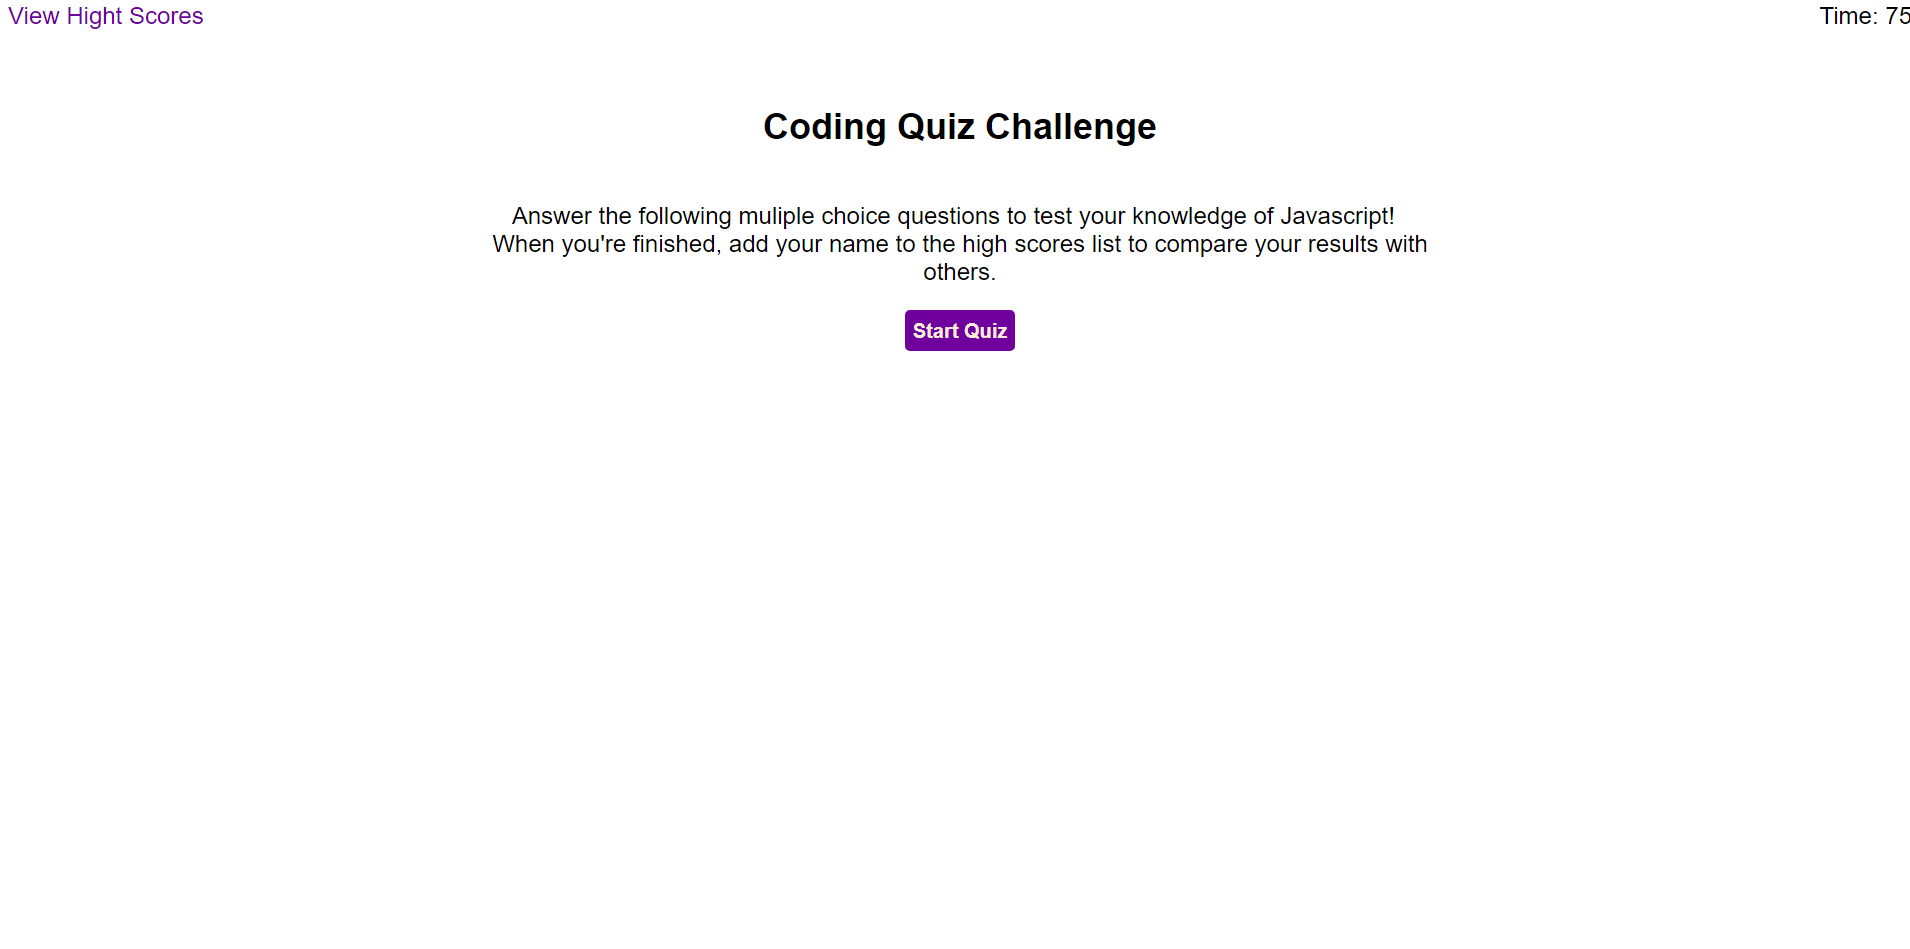 View Hight Scores
Time: 75
Coding Quiz Challenge
Answer the following muliple choice questions to test your knowledge of Javascript!
When you're finished, add your name to the high scores list to compare your results with
others.
Start Quiz